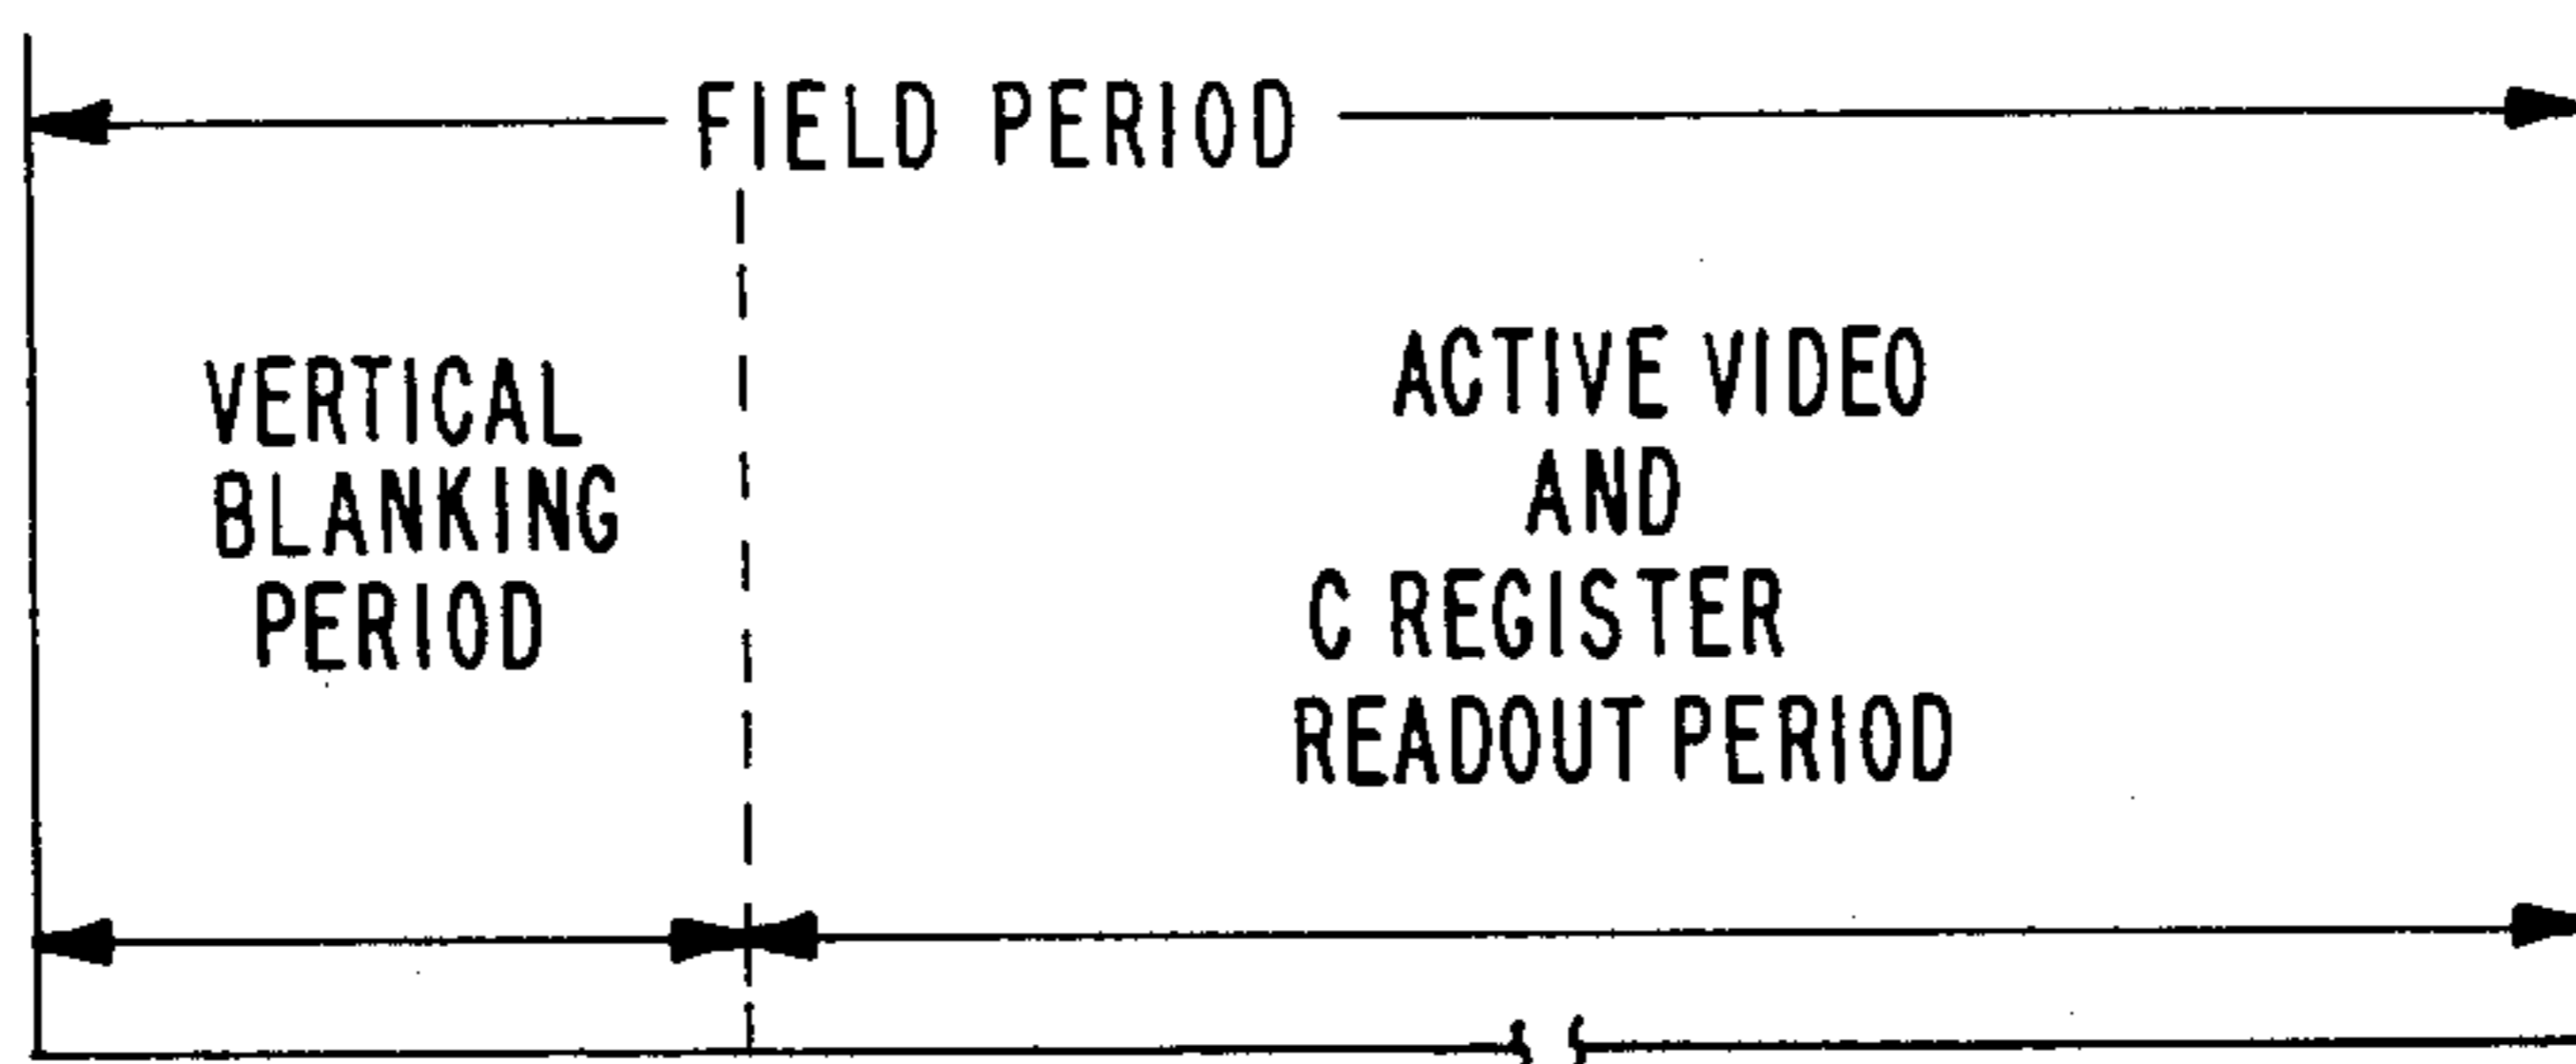 FIELD PERIOD
VERTICAL
BLANKING
PERIOD
ACTIVE VIDEO
AND
C REGISTER
READOUT PERIOD